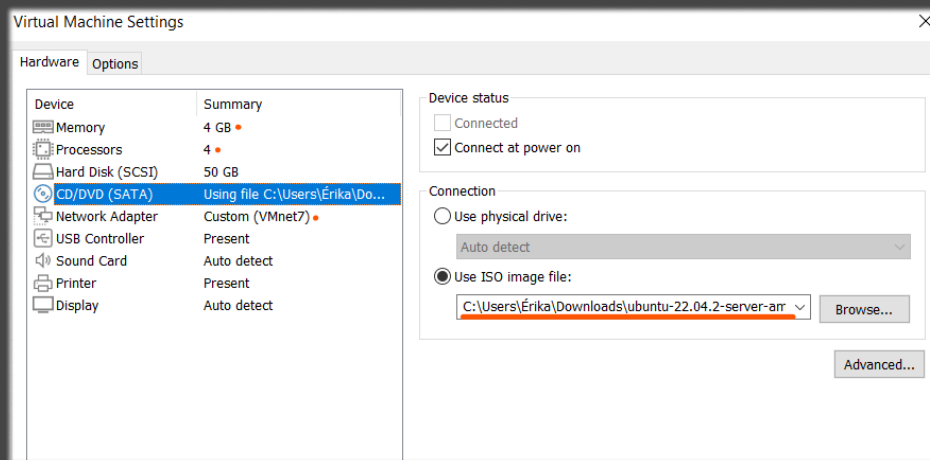 Virtual Machine Settings
Hardware Options
Device Summary
Memory 4 GB
Processors 4
Hard Disk (SCSI) 50 GB
CD/DVD (SATA) Using file C:\Users\Érika\Do...
Network Adapter Custom (VMnet7)
USB Controller Present
Sound Card Auto detect
Printer Present
Display Auto detect
Device status
Connected
Connect at power on
Connection
Use physical drive:
Auto detect
Use ISO image file:
C:\Users\Érika\Downloads\ubuntu-22.04.2-server-am
Browse...
Advanced...